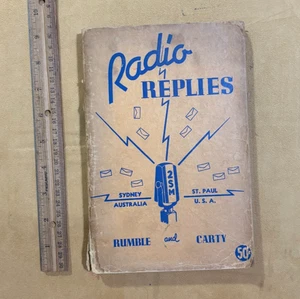 Radio
REPLIES
2SM
SYDNEY
AUSTRALIA
ST. PAUL
U.S.A.
RUMBLE and CARTY
50¢